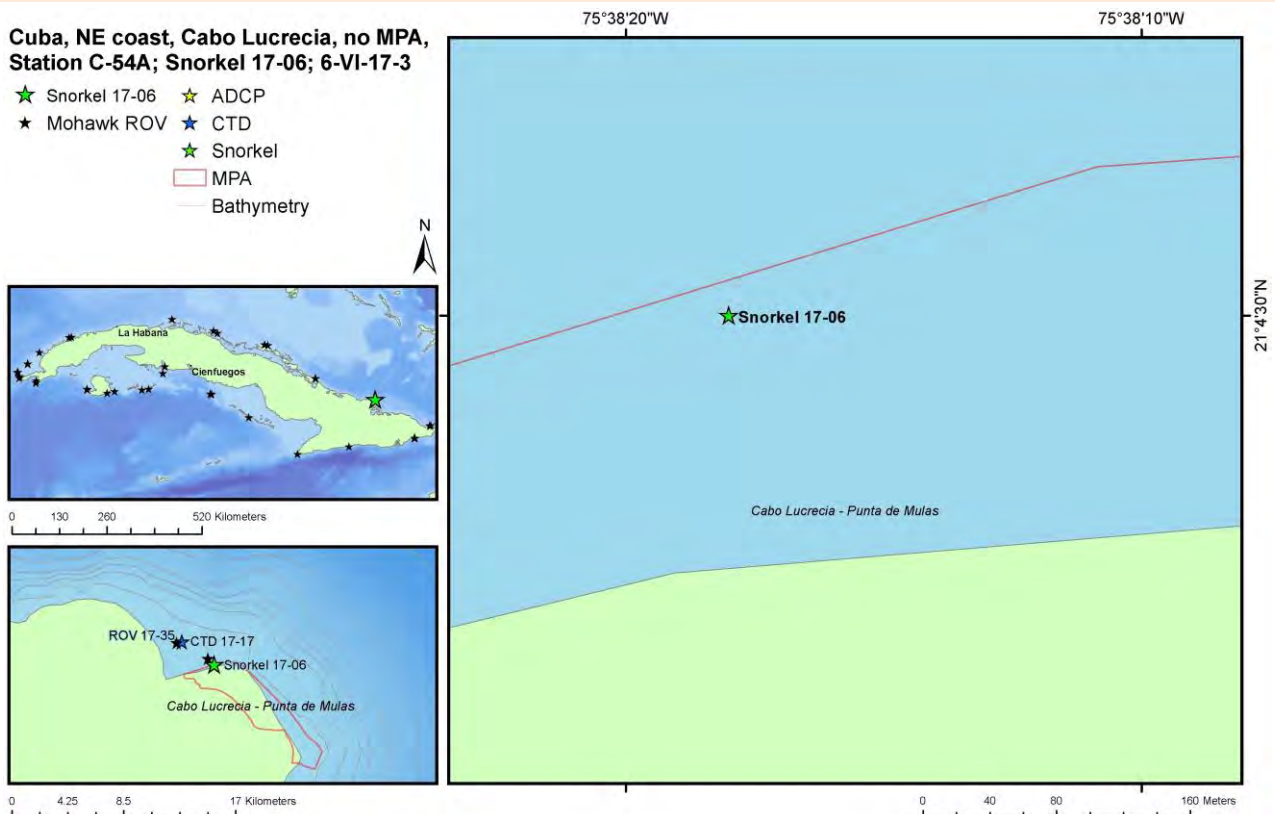 Cuba, NE coast, Cabo Lucrecia, no MPA,
Station C-54A; Snorkel 17-06; 6-VI-17-3
Snorkel 17-06
ADCP
Mohawk ROV
CTD
Snorkel
MPA
Bathymetry
N
La Habana
Cienfuegos
0 130 260 520 Kilometers
ROV 17-35
CTD 17-17
Snorkel 17-06
Cabo Lucrecia - Punta de Mulas
0 4.25 8.5 17 Kilometers
75°38'20"W 75°38'10"W
Snorkel 17-06
21°4'30"N
Cabo Lucrecia - Punta de Mulas
0 40 80 160 Meters